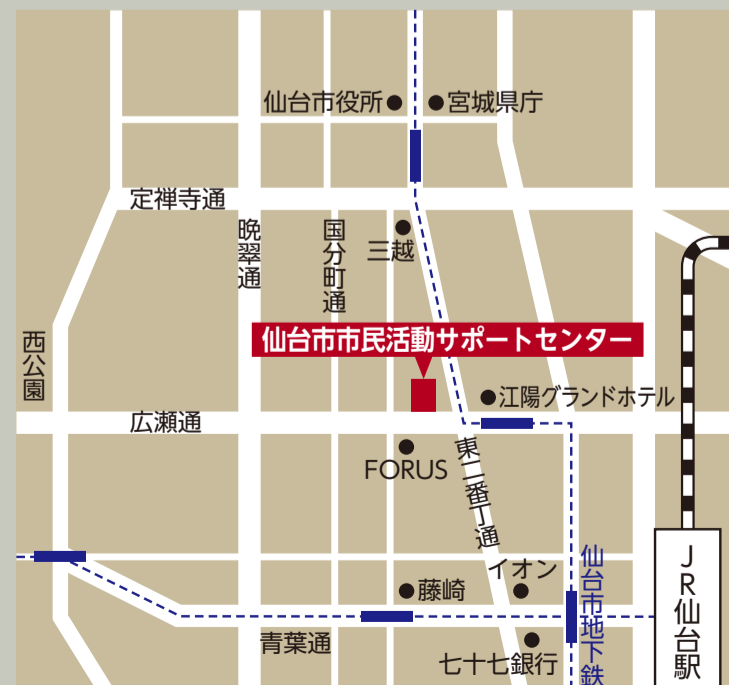 仙台市役所
宮城県庁
定禅寺通
晩翠通
国分町通
三越
仙台市市民活動サポートセンター
西公園
江陽グランドホテル
広瀬通
FORUS
東二番丁通
イオン
藤崎
仙台市地下鉄
JR仙台駅
青葉通
七十七銀行